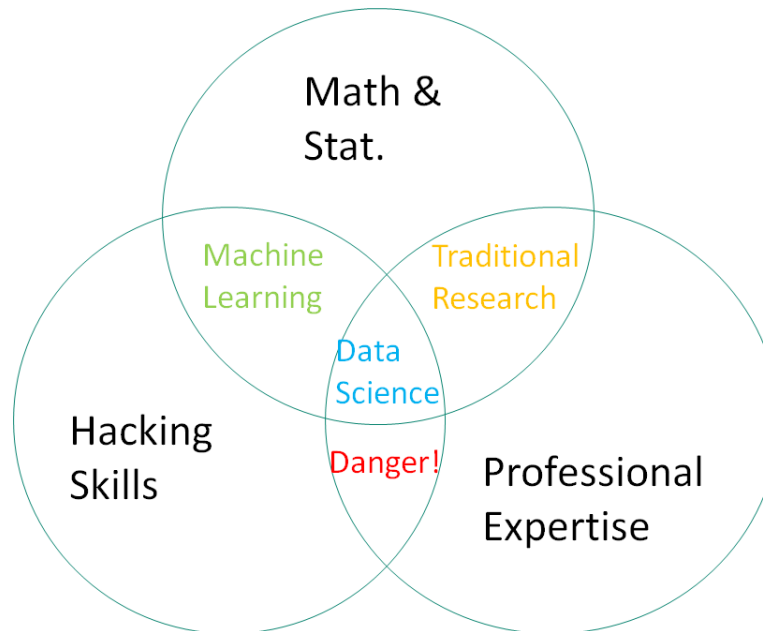 Math &
Stat.
Machine
Learning
Traditional
Research
Data
Science
Hacking
Skills
Danger!
Professional
Expertise